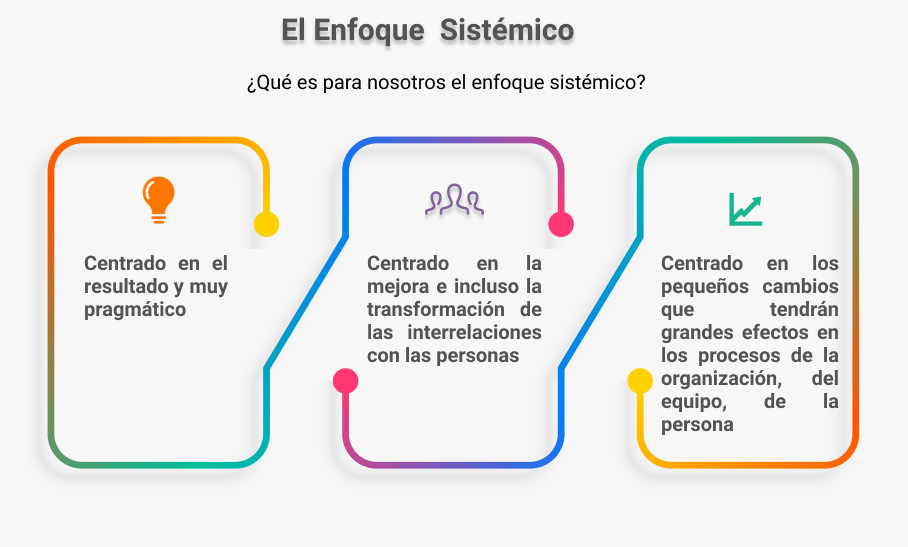 El Enfoque Sistémico
¿Qué es para nosotros el enfoque sistémico?
Centrado en el
resultado y muy
pragmático
Centrado en la
mejora e incluso la
transformación de
las interrelaciones
con las personas
Centrado en los
pequeños cambios
que tendrán
grandes efectos en
los procesos de la
organización, del
equipo, de la
persona